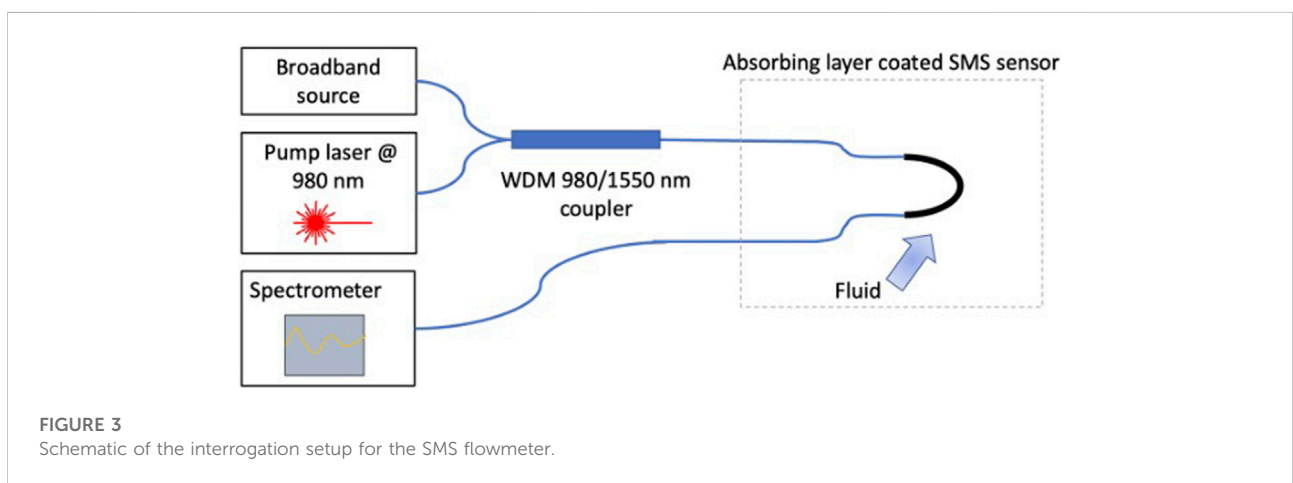 Broadband
source
Pump laser @
980 nm
Spectrometer
WDM 980/1550 nm
coupler
Absorbing layer coated SMS sensor
Fluid
FIGURE 3
Schematic of the interrogation setup for the SMS flowmeter.